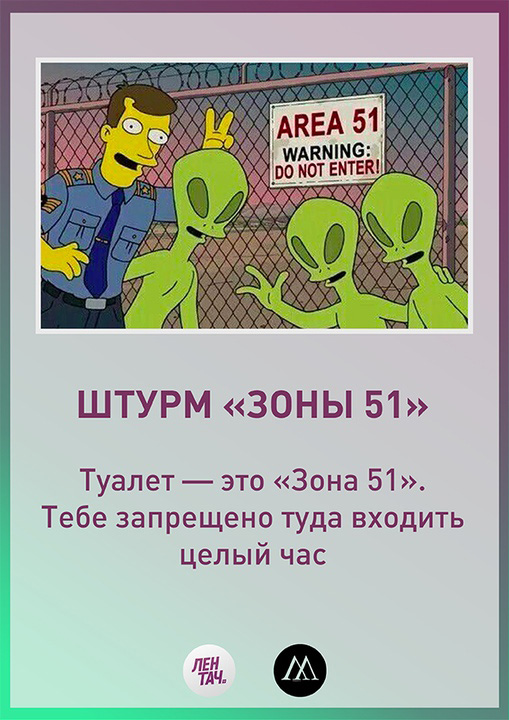 AREA 51
WARNING:
DO NOT ENTER!
ШТУРМ «ЗОНЫ 51»
Туалет — это «Зона 51».
Тебе запрещено туда входить
целый час
ЛЕН
ТАЧ.